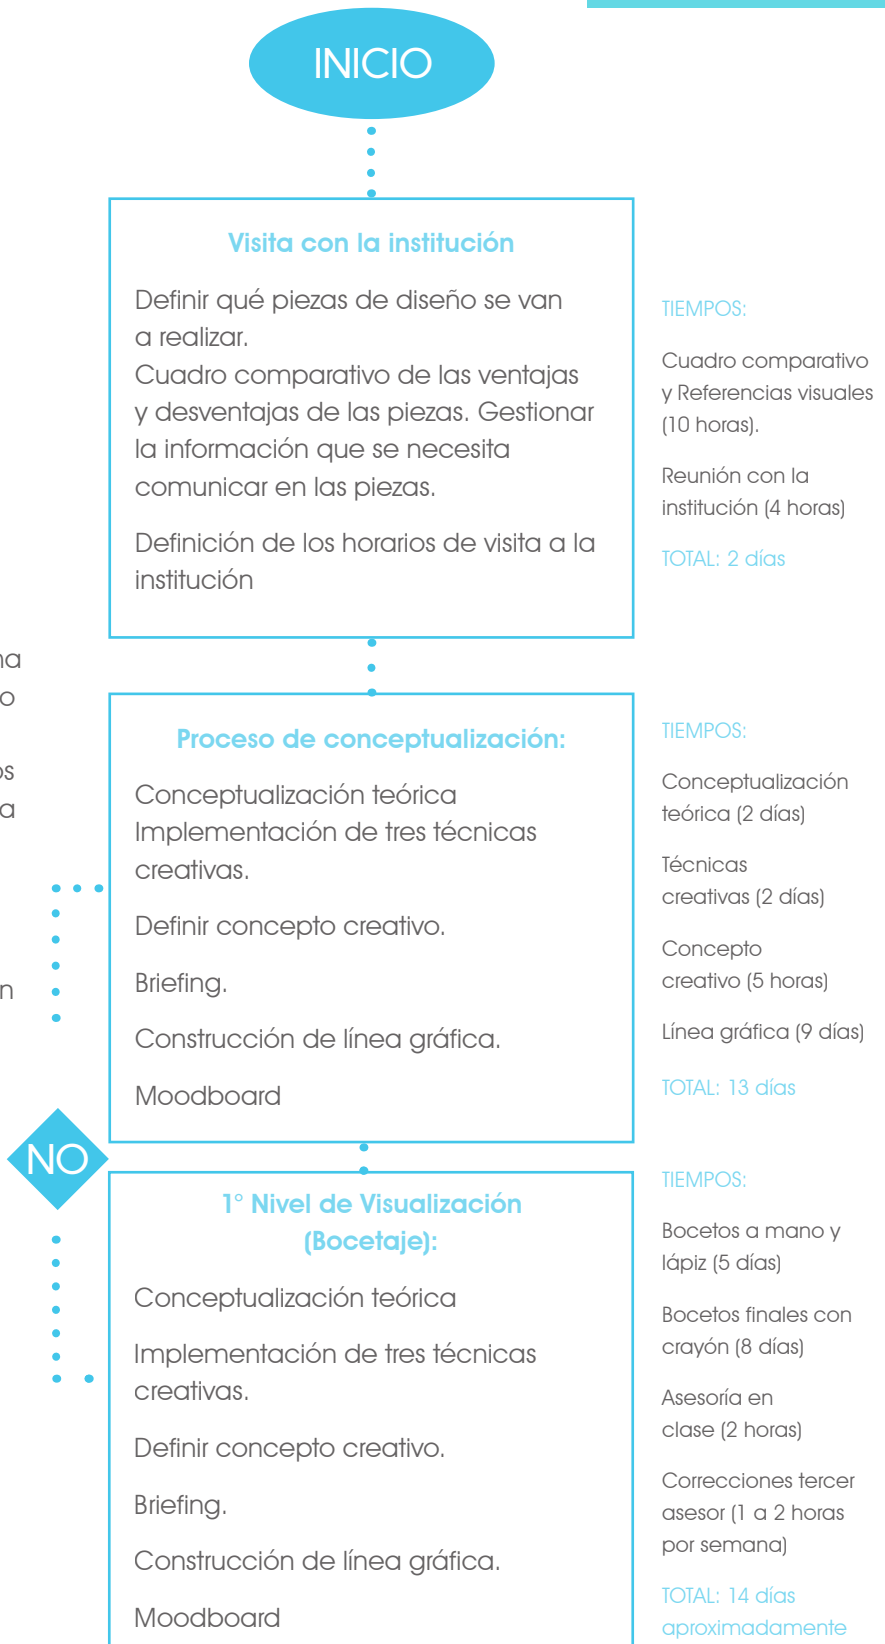 INICIO
Visita con la institución
Definir qué piezas de diseño se van
a realizar.
Cuadro comparativo de las ventajas
y desventajas de las piezas. Gestionar
la información que se necesita
comunicar en las piezas.
Definición de los horarios de visita a la
institución
TIEMPOS:
Cuadro comparativo
y Referencias visuales
(10 horas).
Reunión con la
institución (4 horas)
TOTAL: 2 días
Proceso de conceptualización:
Conceptualización teórica
Implementación de tres técnicas
creativas.
Definir concepto creativo.
Briefing.
Construcción de línea gráfica.
Moodboard
TIEMPOS:
Conceptualización
teórica (2 días)
Técnicas
creativas (2 días)
Concepto
creativo (5 horas)
Línea gráfica (9 días)
TOTAL: 13 días
NO
1° Nivel de Visualización
(Bocetaje):
Conceptualización teórica
Implementación de tres técnicas
creativas.
Definir concepto creativo.
Briefing.
Construcción de línea gráfica.
Moodboard
TIEMPOS:
Bocetos a mano y
lápiz (5 días)
Bocetos finales con
crayón (8 días)
Asesoría en
clase (2 horas)
Correcciones tercer
asesor (1 a 2 horas
por semana)
TOTAL: 14 días
aproximadamente